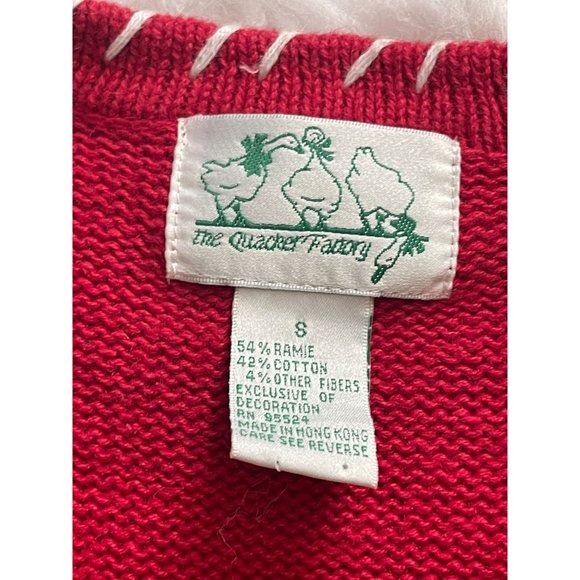 the Quacker Factory
S
54% RAMIE
42% COTTON
4% OTHER FIBERS
EXCLUSIVE OF
DECORATION
RN 95524
MADE IN HONG KONG
CARE SEE REVERSE